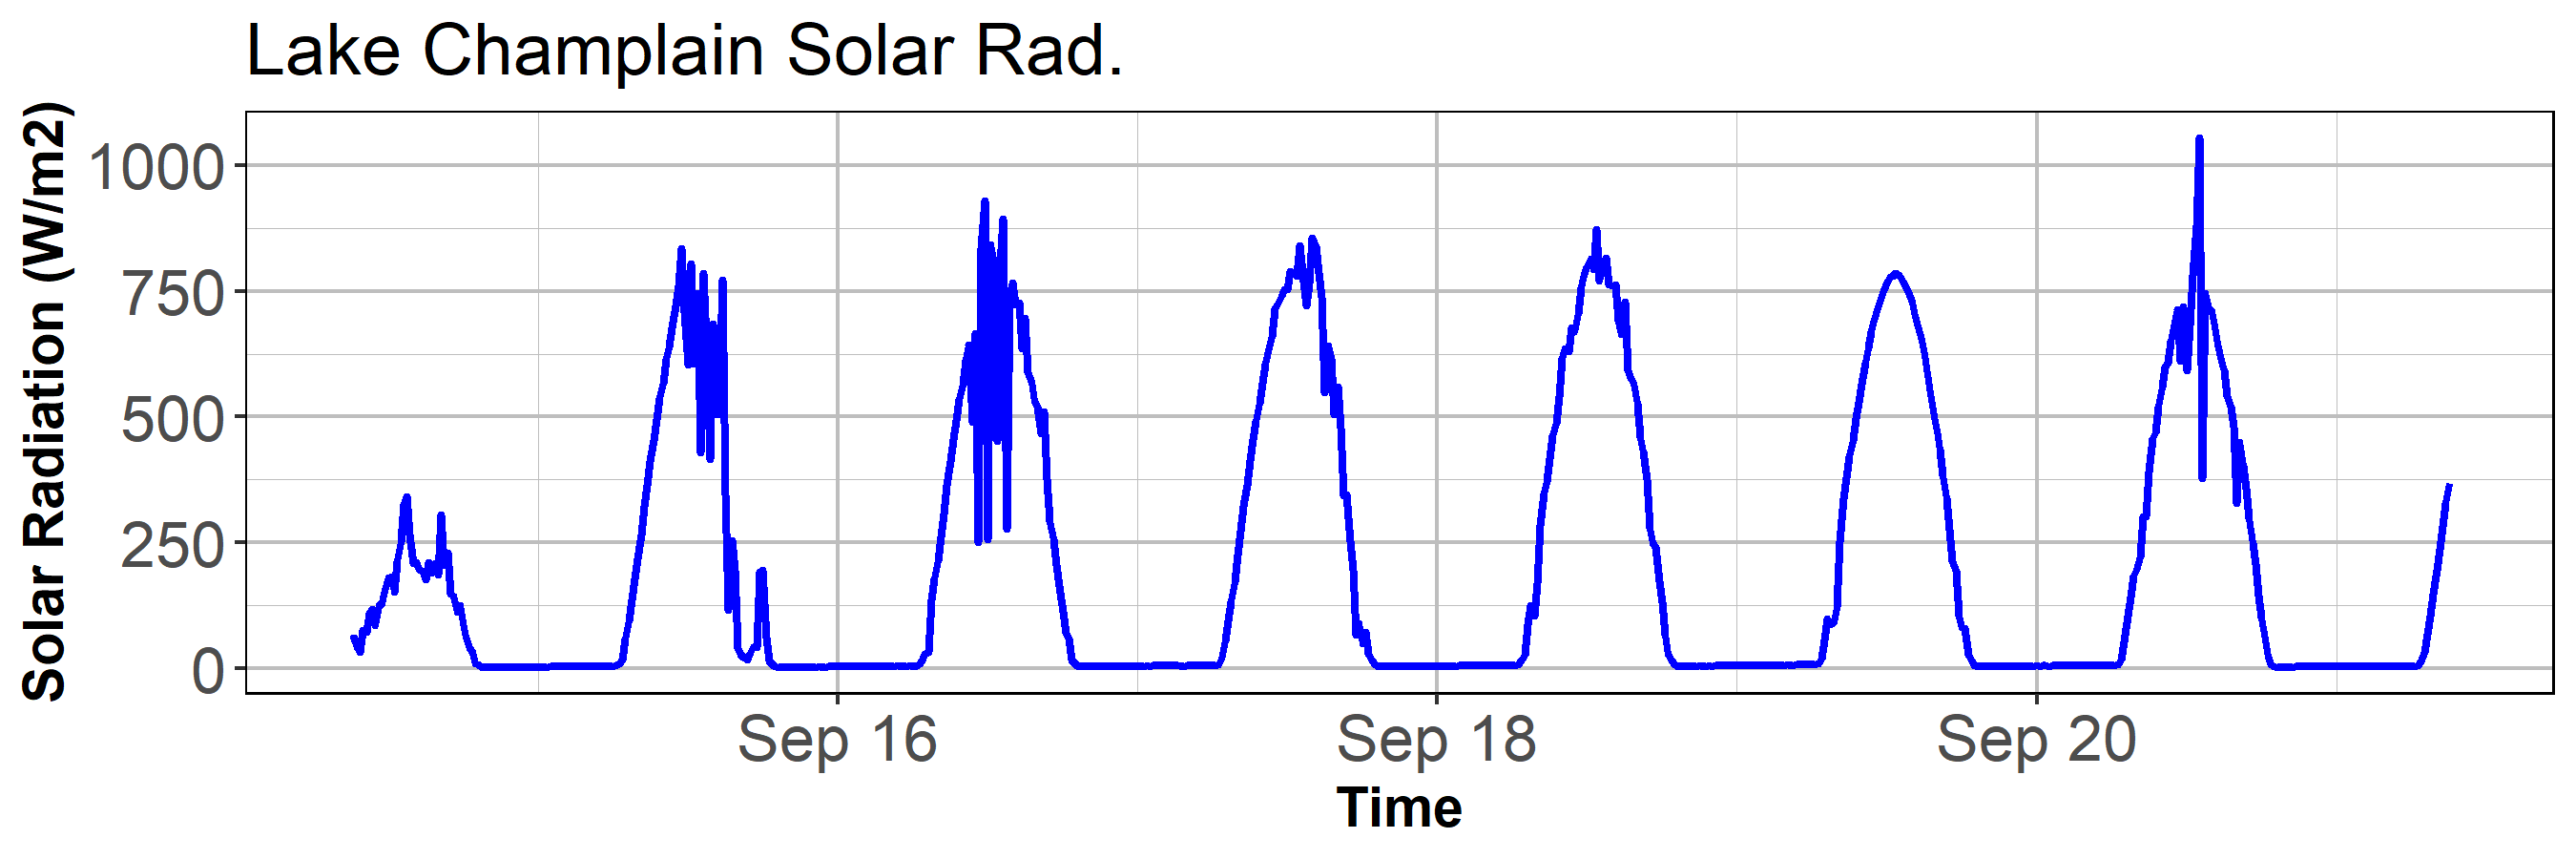 Lake Champlain Solar Rad.
Solar Radiation (W/m2)
1000
750
500
250
0
Sep 16 Sep 18 Sep 20
Time